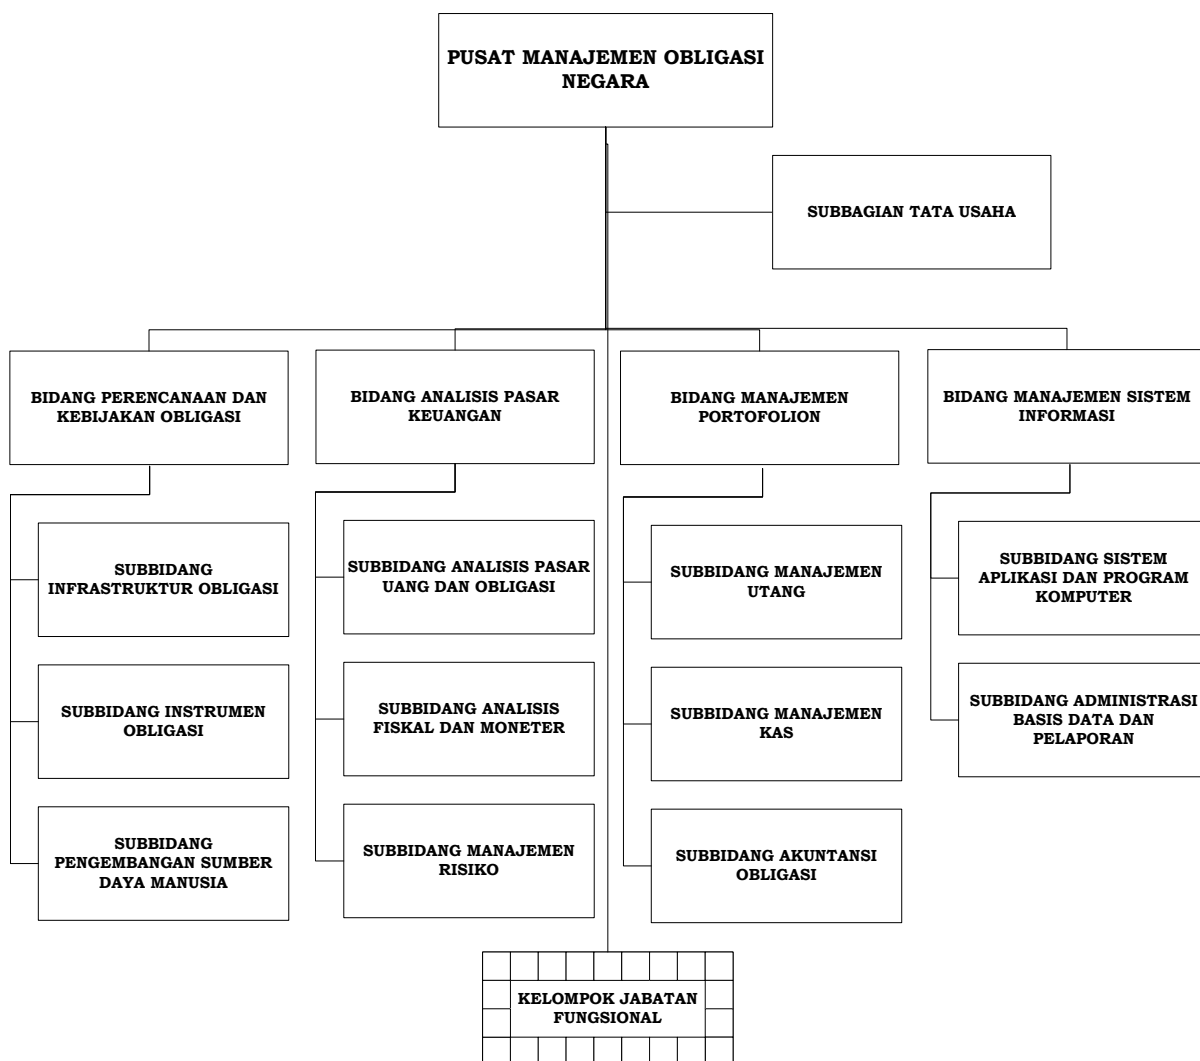 PUSAT MANAJEMEN OBLIGASI
NEGARA
SUBBAGIAN TATA USAHA
BIDANG PERENCANAAN DAN
KEBIJAKAN OBLIGASI
SUBBIDANG
INFRASTRUKTUR OBLIGASI
SUBBIDANG INSTRUMEN
OBLIGASI
SUBBIDANG
PENGEMBANGAN SUMBER
DAYA MANUSIA
BIDANG ANALISIS PASAR
KEUANGAN
SUBBIDANG ANALISIS PASAR
UANG DAN OBLIGASI
SUBBIDANG ANALISIS
FISKAL DAN MONETER
SUBBIDANG MANAJEMEN
RISIKO
BIDANG MANAJEMEN
PORTOFOLION
SUBBIDANG MANAJEMEN
UTANG
SUBBIDANG MANAJEMEN
KAS
SUBBIDANG AKUNTANSI
OBLIGASI
BIDANG MANAJEMEN SISTEM
INFORMASI
SUBBIDANG SISTEM
APLIKASI DAN PROGRAM
KOMPUTER
SUBBIDANG ADMINISTRASI
BASIS DATA DAN
PELAPORAN
KELOMPOK JABATAN
FUNGSIONAL